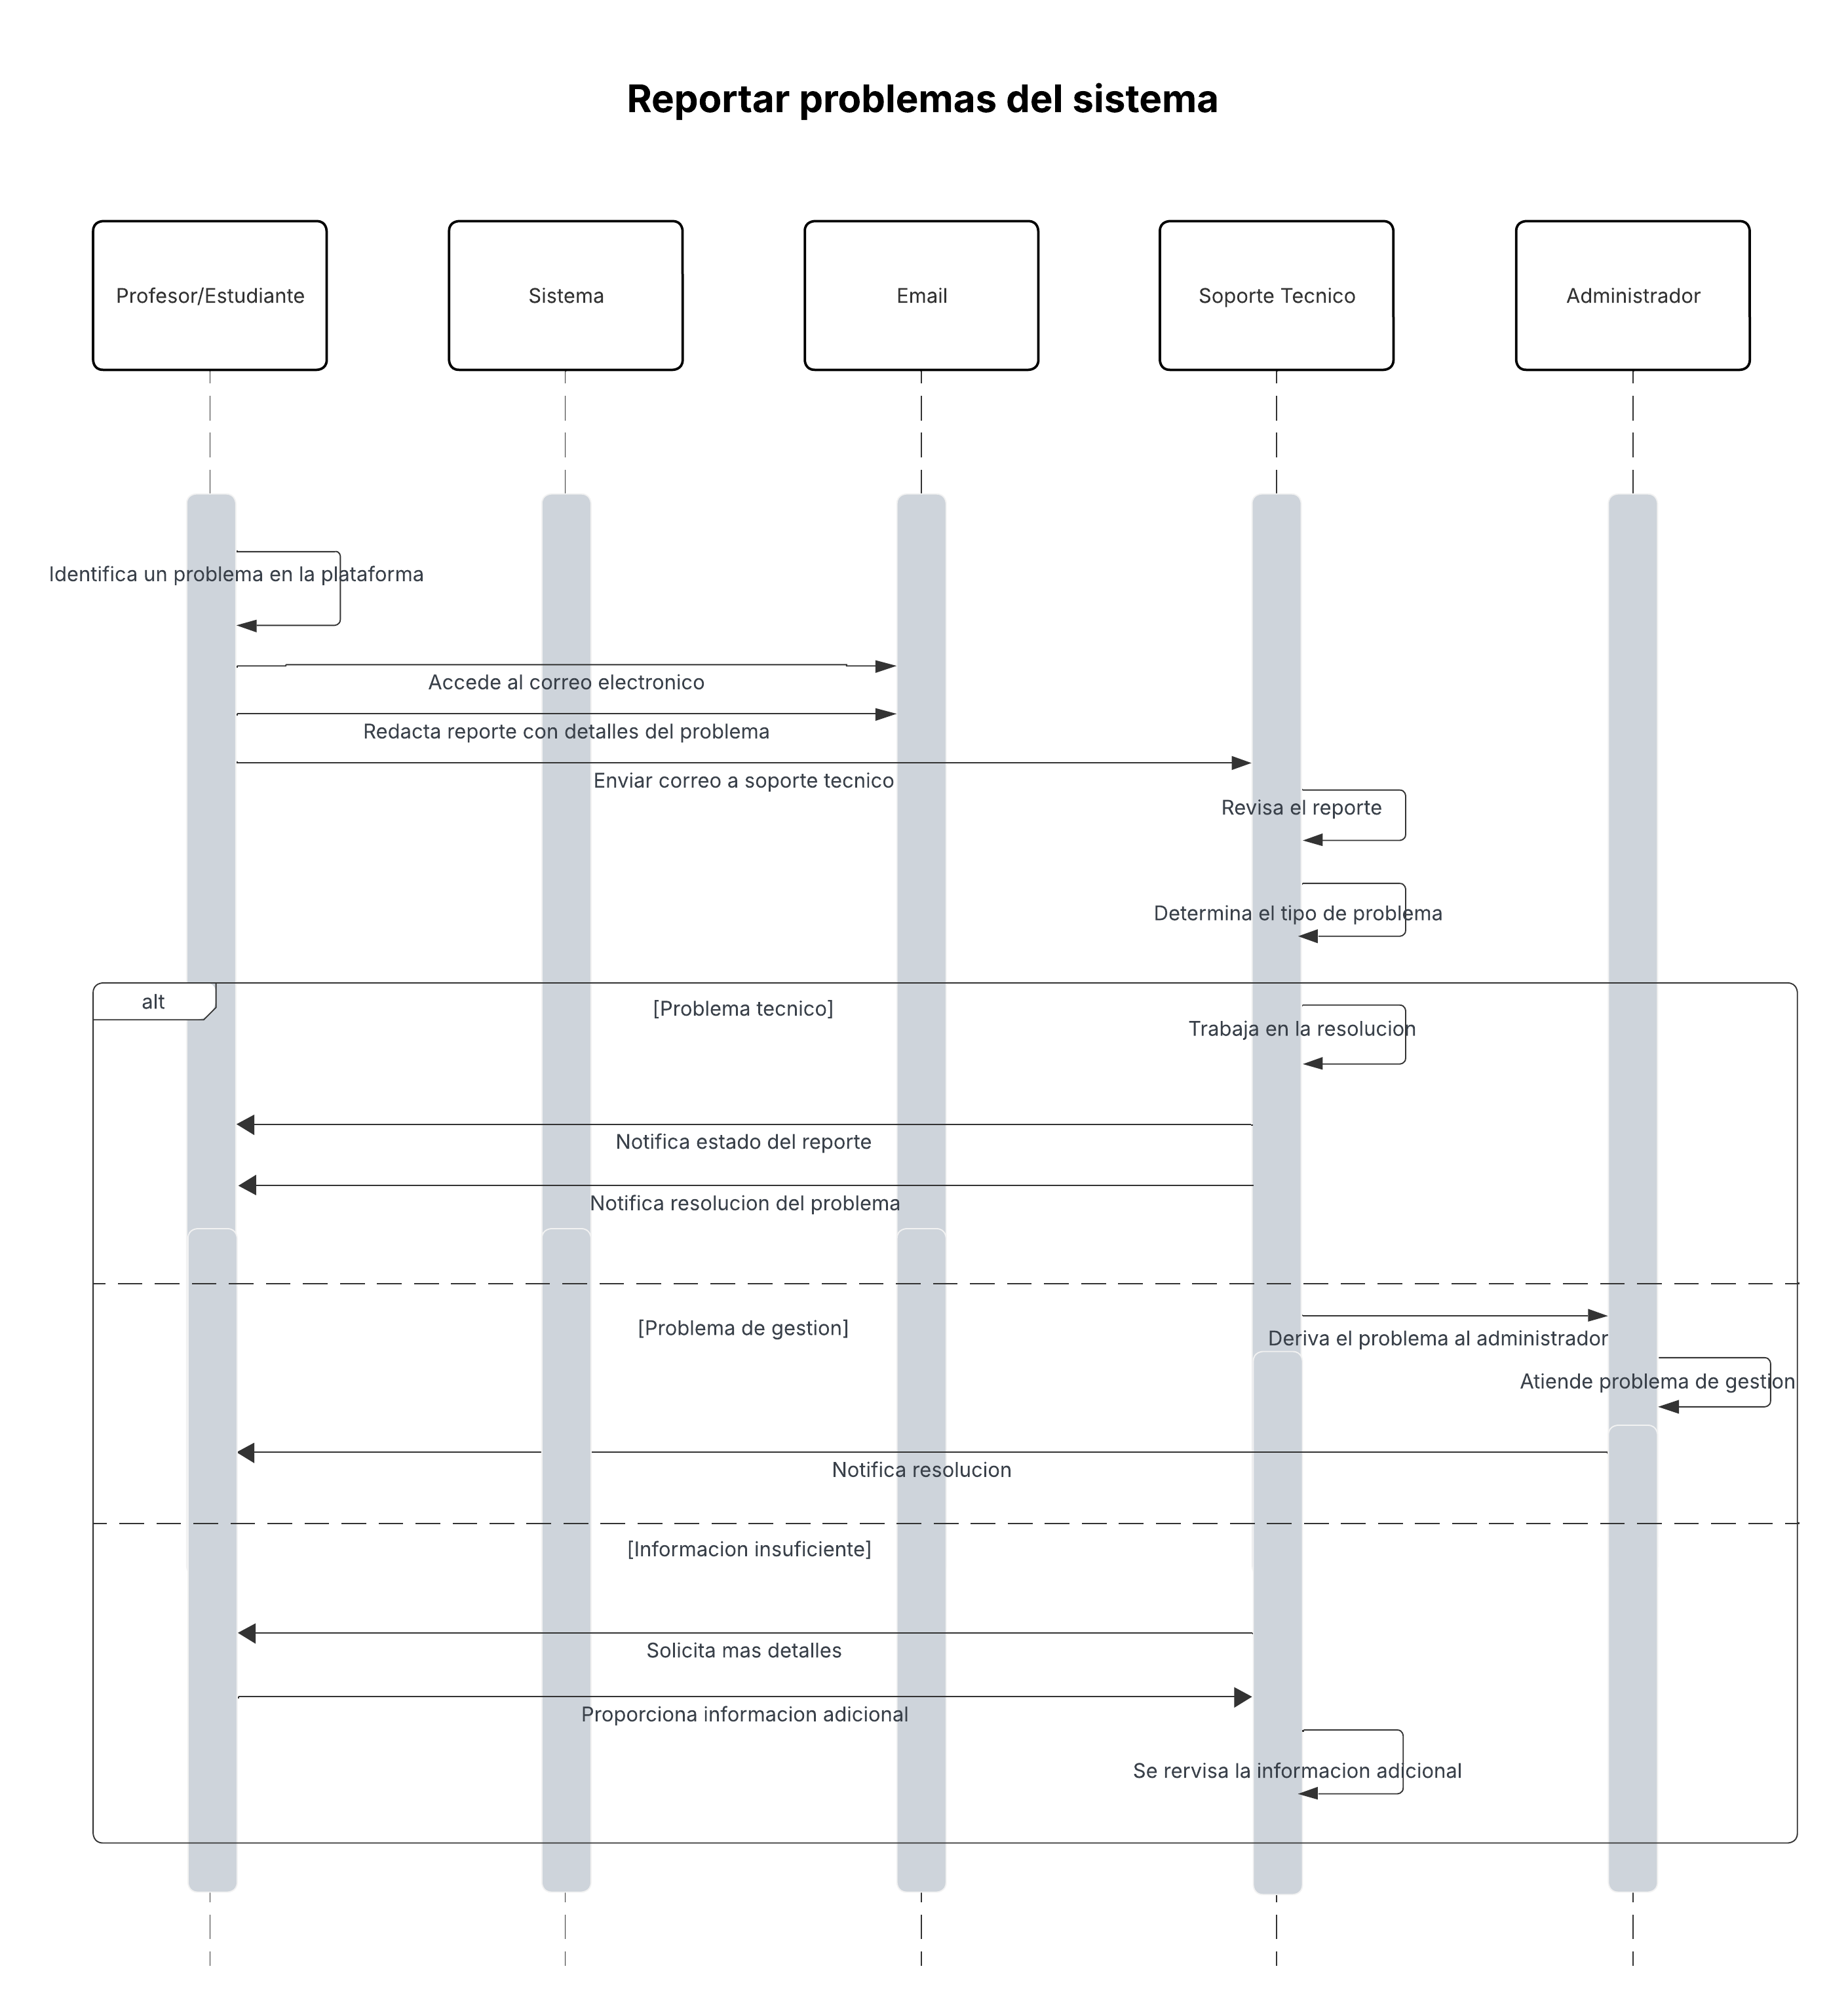 Reportar problemas del sistema
Profesor/Estudiante
Sistema
Email
Soporte Tecnico
Administrador
Identifica un problema en la plataforma
Accede al correo electronico
Redacta reporte con detalles del problema
Enviar correo a soporte tecnico
Revisa el reporte
Determina el tipo de problema
alt
[Problema tecnico]
Trabaja en la resolucion
Notifica estado del reporte
Notifica resolucion del problema
[Problema de gestion]
Deriva el problema al administrador
Atiende problema de gestion
Notifica resolucion
[Informacion insuficiente]
Solicita mas detalles
Proporciona informacion adicional
Se rervisa la informacion adicional